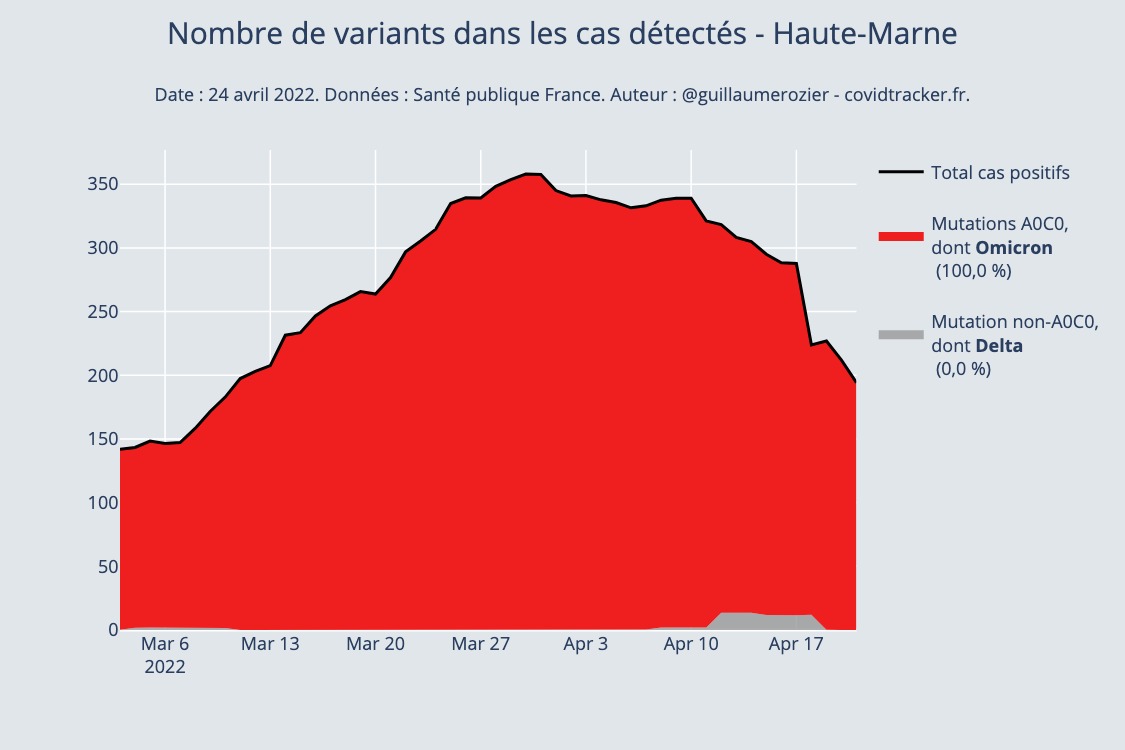 Nombre de variants dans les cas détectés - Haute-Marne
Date : 24 avril 2022. Données : Santé publique France. Auteur : @guillaumerozier - covidtracker.fr.
350
300
250
200
150
100
50
0
Mar 6
2022
Mar 13
Mar 20
Mar 27
Apr 3
Apr 10
Apr 17
Total cas positifs
Mutations A0C0,
dont Omicron
(100,0 %)
Mutation non-A0C0,
dont Delta
(0,0 %)